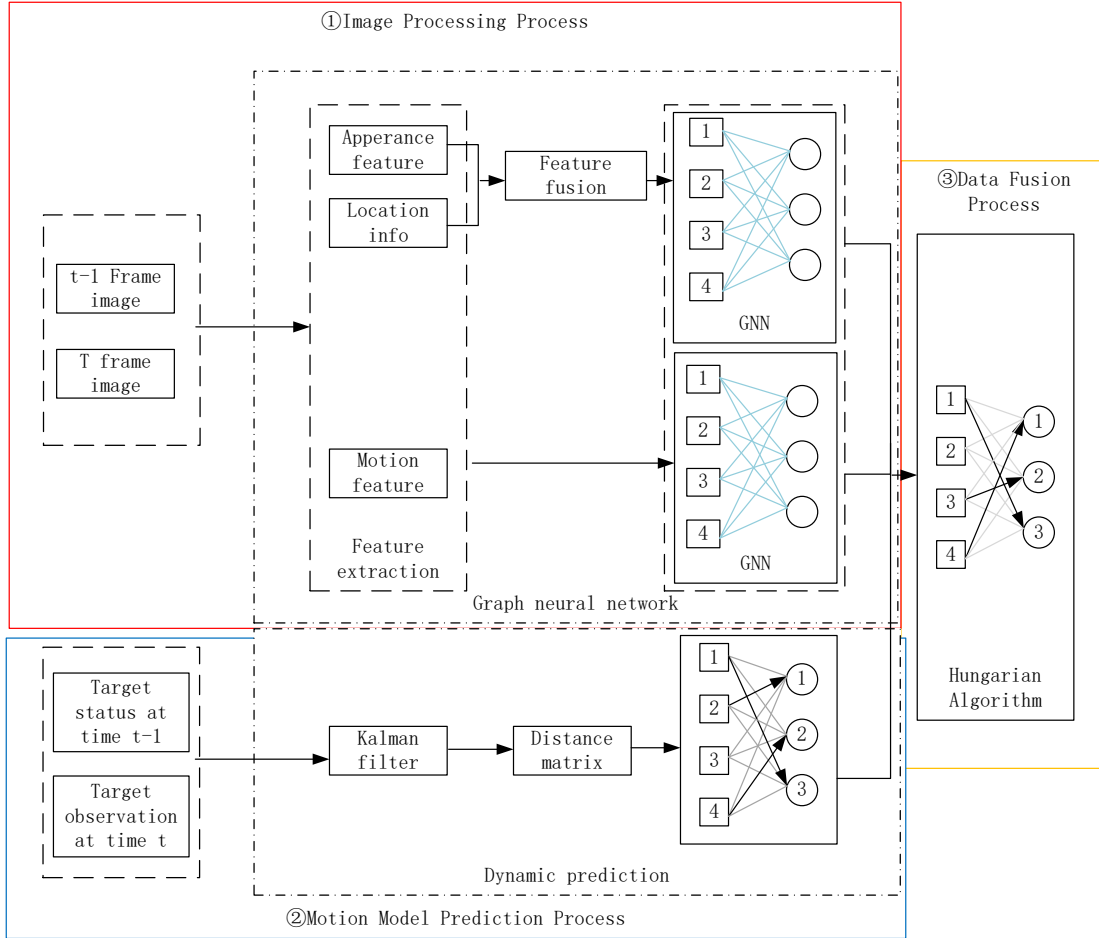 ①Image Processing Process
t-1 Frame
image
T frame
image
Apperance
feature
Location
info
Motion
feature
Feature
extraction
Feature
fusion
1
2
3
4
GNN
1
2
3
4
GNN
Graph neural network
Target
status at
time t-1
Target
observation
at time t
Kalman
filter
Distance
matrix
1
2
3
4
1
2
3
Dynamic prediction
②Motion Model Prediction Process
③Data Fusion
Process
1
2
3
4
1
2
3
Hungarian
Algorithm